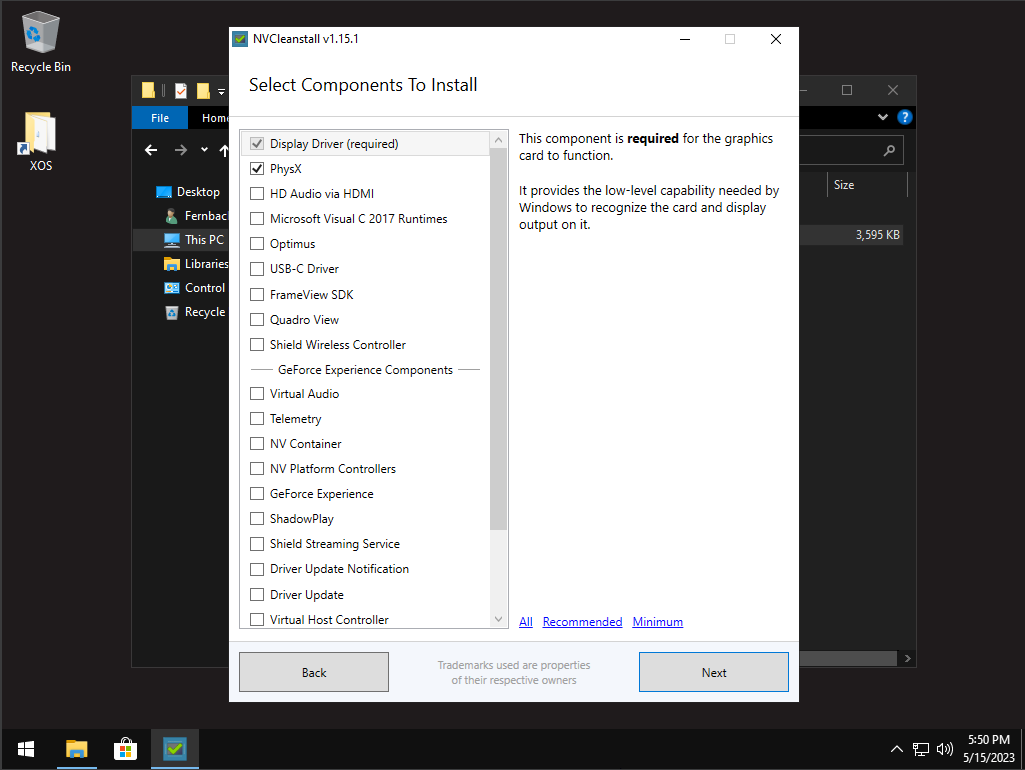 Recycle Bin
XOS
NVCleanstall v1.15.1
Select Components To Install
Display Driver (required)
PhysX
HD Audio via HDMI
Microsoft Visual C 2017 Runtimes
Optimus
USB-C Driver
FrameView SDK
Quadro View
Shield Wireless Controller
GeForce Experience Components
Virtual Audio
Telemetry
NV Container
NV Platform Controllers
GeForce Experience
ShadowPlay
Shield Streaming Service
Driver Update Notification
Driver Update
Virtual Host Controller
This component is required for the graphics
card to function.
It provides the low-level capability needed by
Windows to recognize the card and display
output on it.
All Recommended Minimum
Back
Trademarks used are properties
of their respective owners
Next
File Home
?
Desktop
Fernbac
This PC
Libraries
Control
Recycle
Size
3,595 KB
5:50 PM
5/15/2023